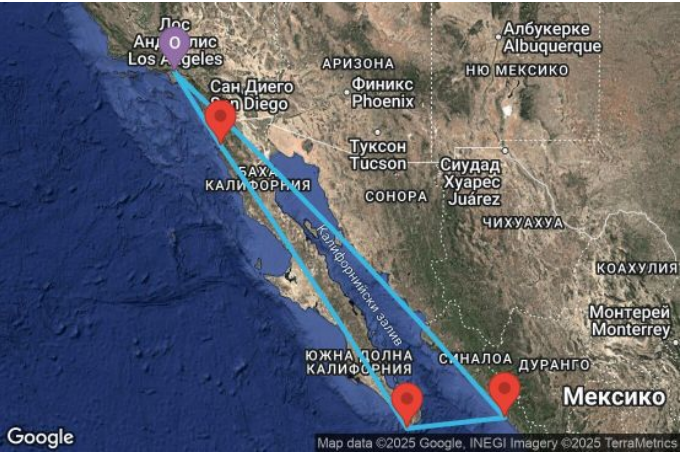 Лос
Анджелис
Los Angeles
O
Сан Диего
San Diego
АРИЗОНА
Финикс
Phoenix
Албукерке
Albuquerque
НЮ МЕКСИКО
Тусон
Tucson
Сиудад
Хуарес
Juárez
БАХА
КАЛИФОРНИЯ
СОНОРА
ЧИХУАХУА
Калифорнийски залив
КОАХУИЛА
Монтерей
Monterrey
ЮЖНА ДОЛНА
КАЛИФОРНИЯ
СИНАЛОА
ДУРАНГО
Мексико
Google
Map data ©2025 Google, INEGI Imagery ©2025 TerraMetrics